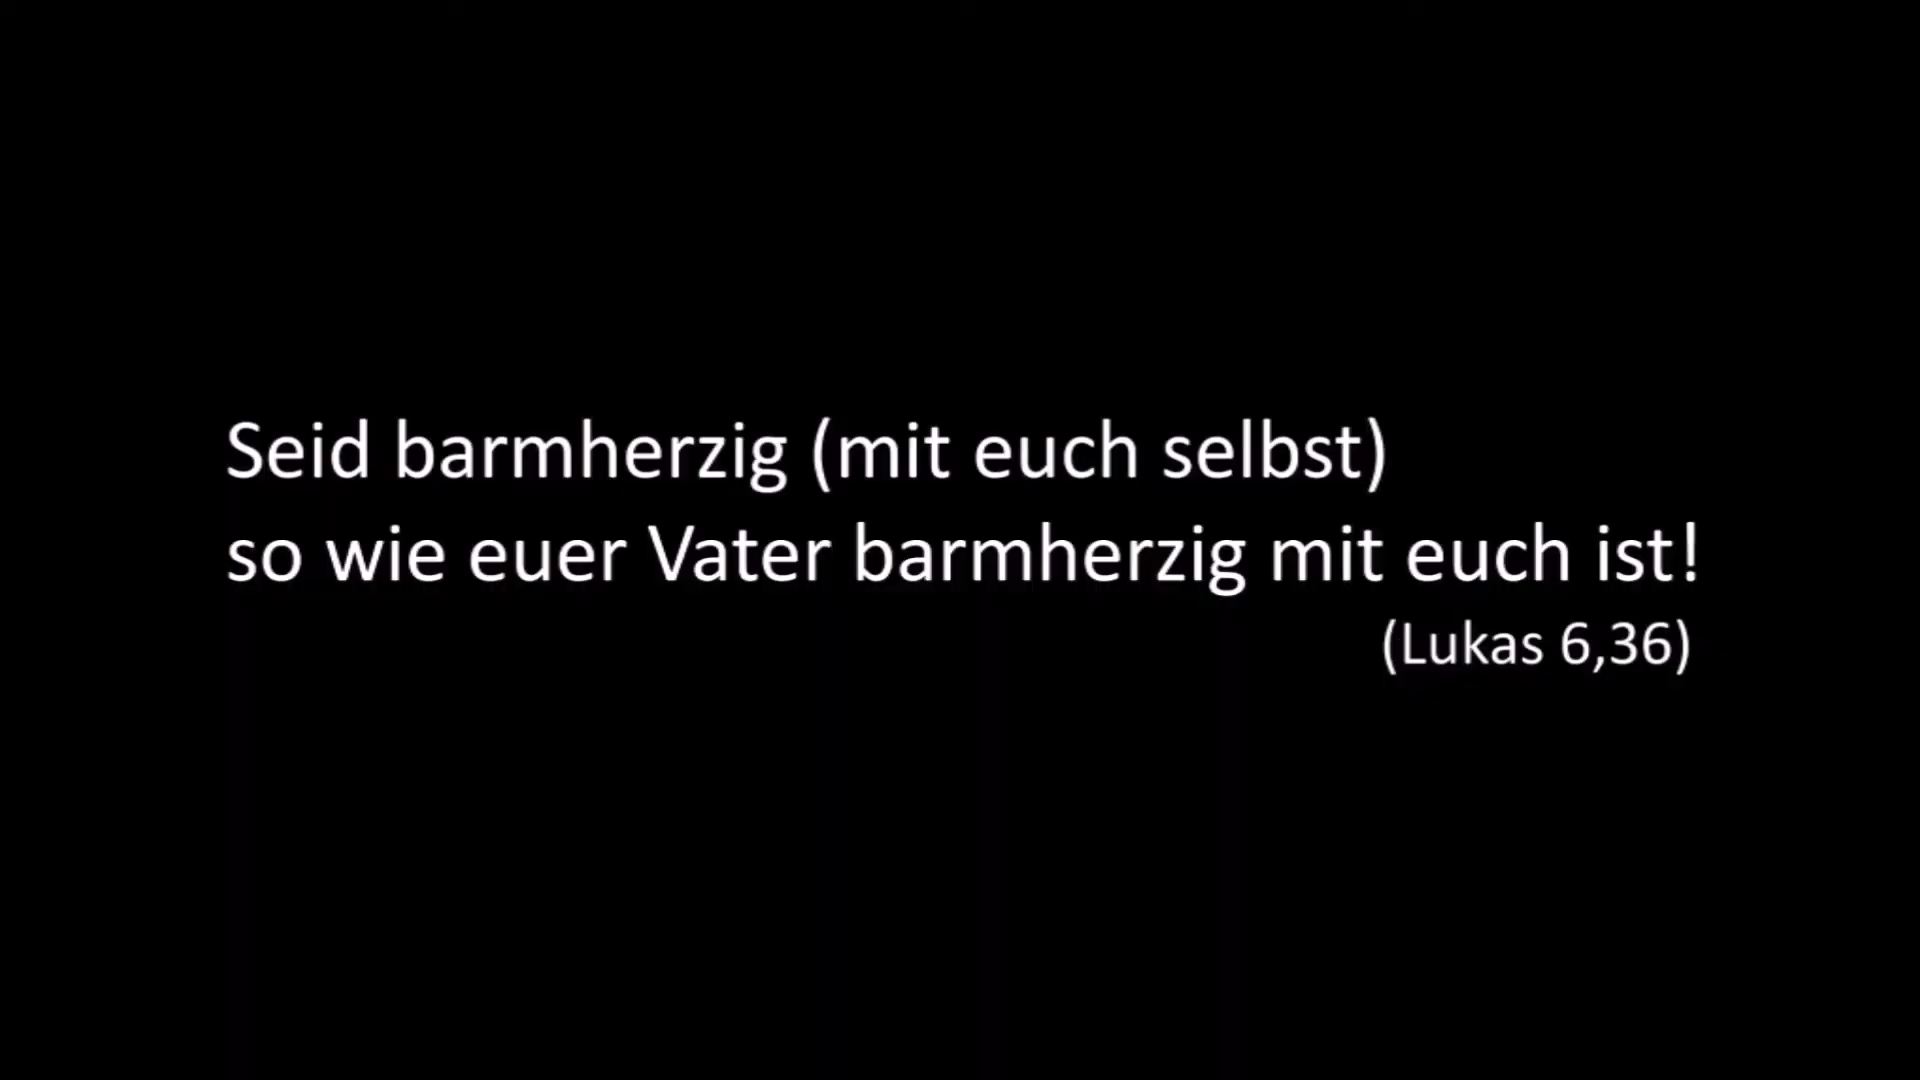 Seid barmherzig (mit euch selbst)
so wie euer Vater barmherzig mit euch ist!
(Lukas 6,36)